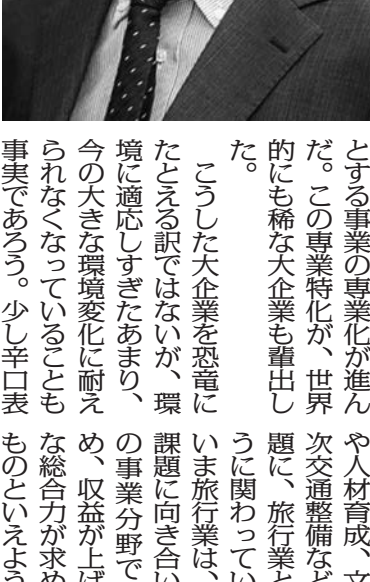 とする事業の専業化が進ん
だ。この専業特化が、世界
的にも稀な大企業も輩出し
た。
　こうした大企業を恐竜に
たとえる訳ではないが、環
境に適応しすぎたあまり、
今の大きな環境変化に耐え
られなくなっていることも
事実であろう。少し辛口表
や人材育成、
次交通整備など
題に、旅行業と
うに関わってい
いま旅行業は、
課題に向き合い
の事業分野で
め、収益が上げ
な総合力が求め
ものといえよう